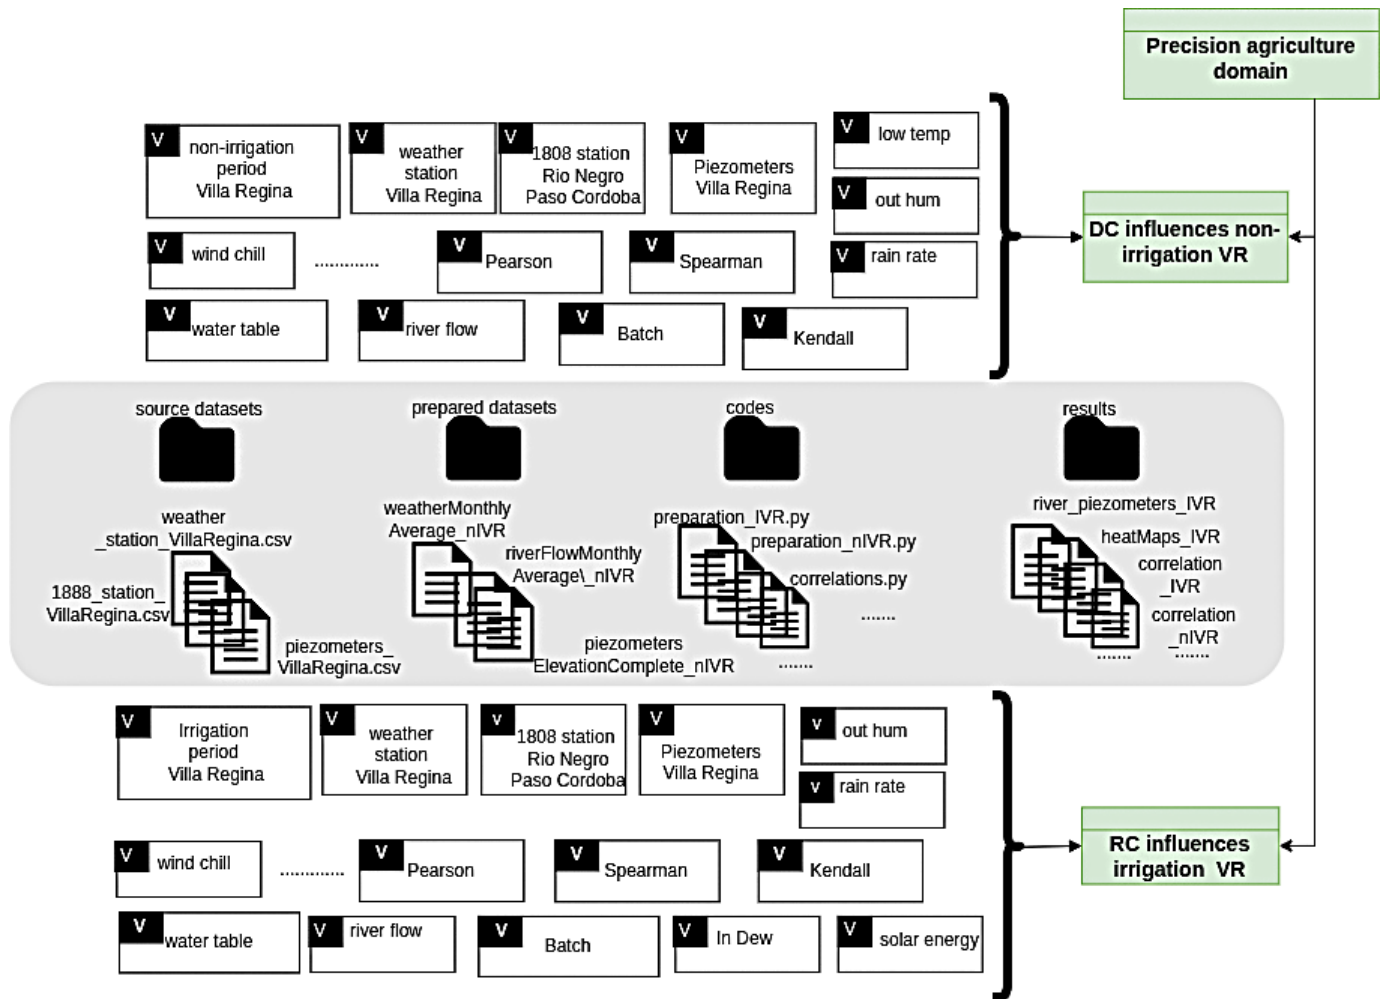 Precision agriculture
domain
V
non-irrigation
period
Villa Regina
V
weather
station
Villa Regina
V
1808 station
Rio Negro
Paso Cordoba
V
Piezometers
Villa Regina
V
low temp
V
out hum
V
rain rate
V
wind chill
..............
V
Pearson
V
Spearman
V
water table
V
river flow
V
Batch
V
Kendall
DC influences non-
irrigation VR
source datasets
prepared datasets
codes
results
weather
_station_VillaRegina.csv
1888_station_
VillaRegina.csv
piezometers_
VillaRegina.csv
weatherMonthly
Average_nIVR
riverFlowMonthly
Average\_nIVR
piezometers
ElevationComplete_nIVR
preparation_IVR.py
preparation_nIVR.py
correlations.py
.......
.......
river_piezometers_IVR
heatMaps_IVR
correlation
_IVR
correlation
_nIVR
.......
.......
V
Irrigation
period
Villa Regina
V
weather
station
Villa Regina
v
1808 station
Rio Negro
Paso Cordoba
V
Piezometers
Villa Regina
v
out hum
v
rain rate
V
wind chill
..............
V
Pearson
V
Spearman
V
Kendall
V
water table
V
river flow
V
Batch
V
In Dew
V
solar energy
RC influences
irrigation VR